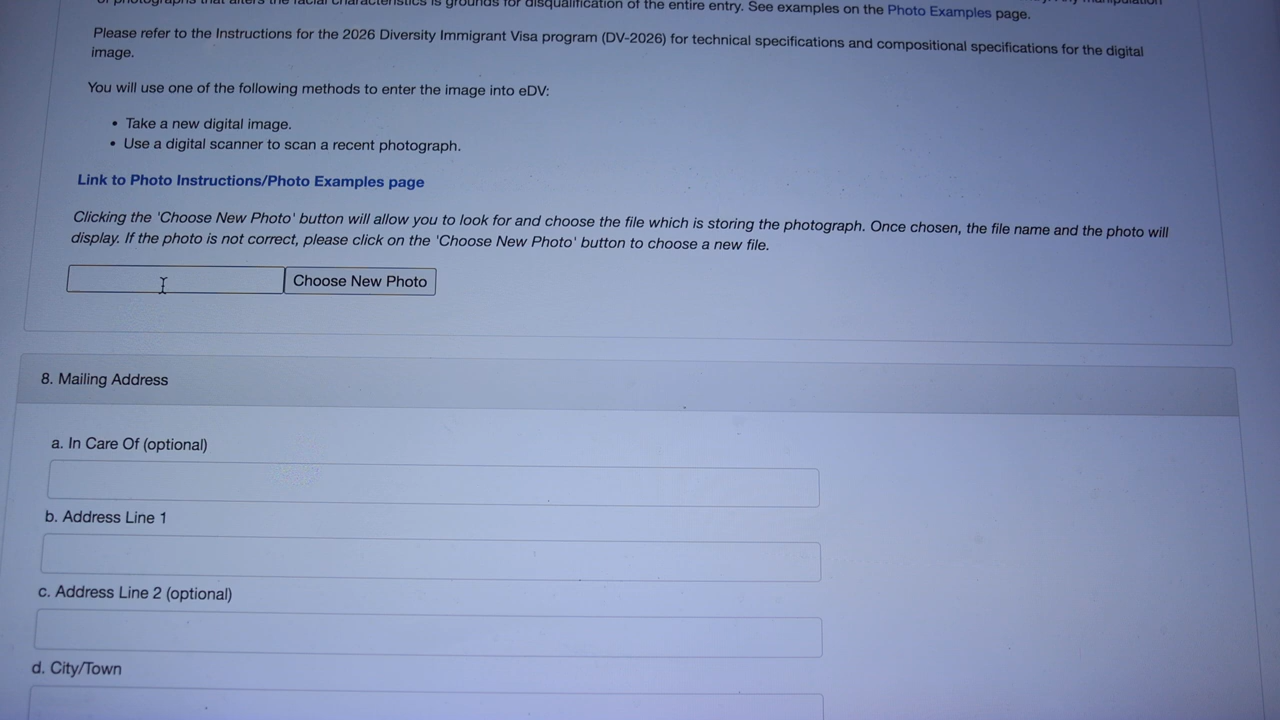 of photographs that alters the facial characteristics is grounds for disqualification of the entire entry. See examples on the Photo Examples page.
Please refer to the Instructions for the 2026 Diversity Immigrant Visa program (DV-2026) for technical specifications and compositional specifications for the digital
image.
You will use one of the following methods to enter the image into eDV:
• Take a new digital image.
• Use a digital scanner to scan a recent photograph.
Link to Photo Instructions/Photo Examples page
Clicking the 'Choose New Photo' button will allow you to look for and choose the file which is storing the photograph. Once chosen, the file name and the photo will
display. If the photo is not correct, please click on the 'Choose New Photo' button to choose a new file.
Choose New Photo
8. Mailing Address
a. In Care Of (optional)
b. Address Line 1
c. Address Line 2 (optional)
d. City/Town